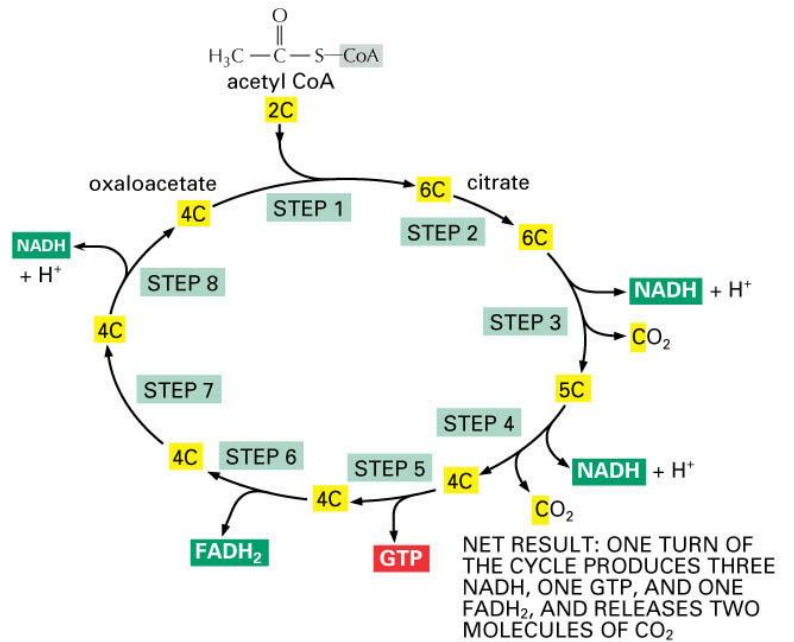 O
H₃C — C — S — CoA
acetyl CoA
2C
oxaloacetate
4C
STEP 1
6C
citrate
STEP 2
6C
NADH
+ H⁺
STEP 8
NADH + H⁺
STEP 3
CO₂
4C
5C
STEP 7
STEP 4
4C
STEP 6
STEP 5
4C
NADH + H⁺
4C
CO₂
FADH₂
GTP
NET RESULT: ONE TURN OF
THE CYCLE PRODUCES THREE
NADH, ONE GTP, AND ONE
FADH₂, AND RELEASES TWO
MOLECULES OF CO₂